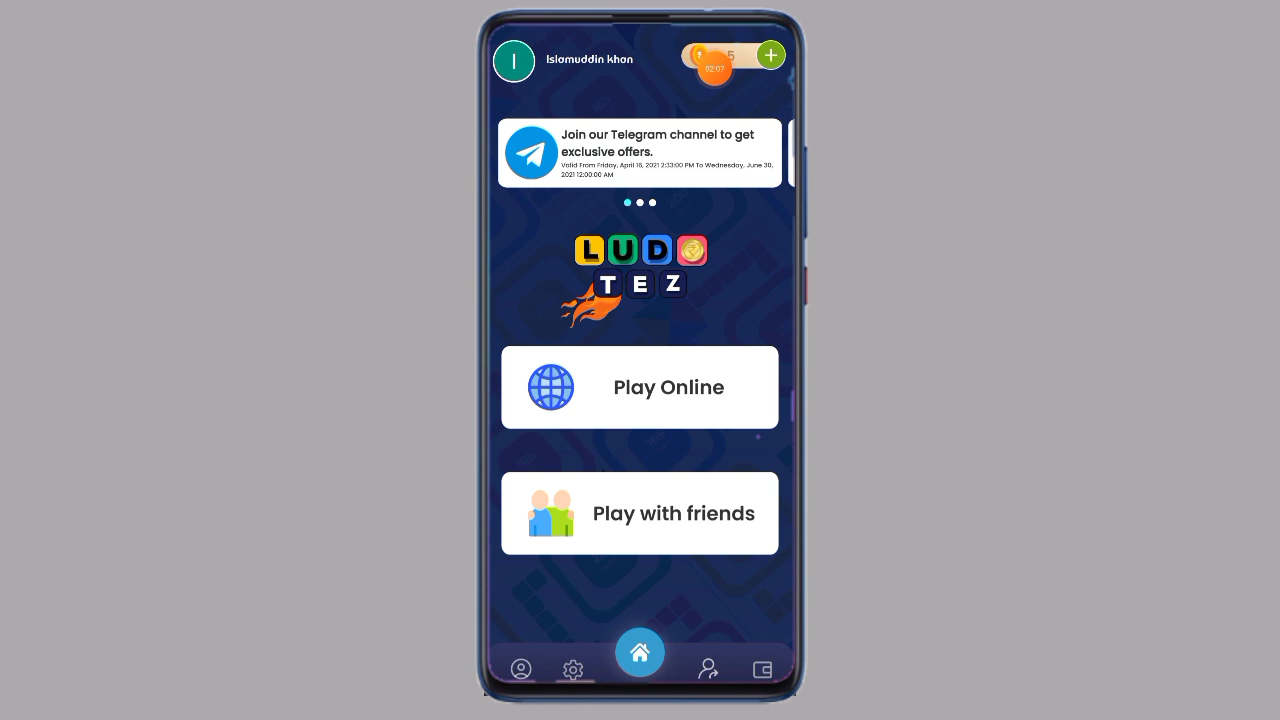 I
Islamuddin khan
5
02:07
Join our Telegram channel to get
exclusive offers.
Valid From Friday, April 16, 2021 2:33:00 PM To Wednesday, June 30,
2021 12:00:00 AM
LUD
TEZ
Play Online
Play with friends